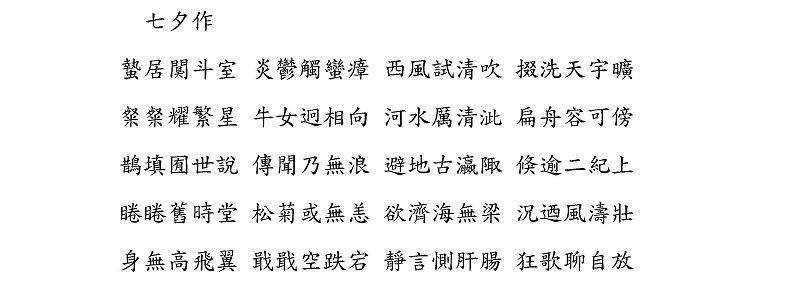 七夕作
蟄居闃斗室 炎鬱觸蠻瘴 西風試清吹 掇洗天宇曠
粲粲耀繁星 牛女迥相向 河水厲清泚 扁舟容可傍
鵲填囿世說 傳聞乃無浪 避地古瀛陬 倏逾二紀上
睠睠舊時堂 松菊或無恙 欲濟海無梁 況迺風濤壯
身無高飛翼 戢戢空跌宕 靜言惻肝腸 狂歌聊自放